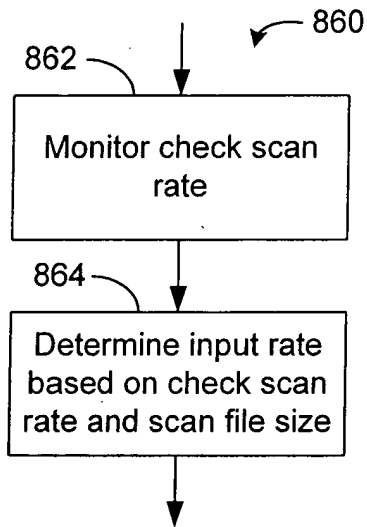 860
862
Monitor check scan
rate
864
Determine input rate
based on check scan
rate and scan file size